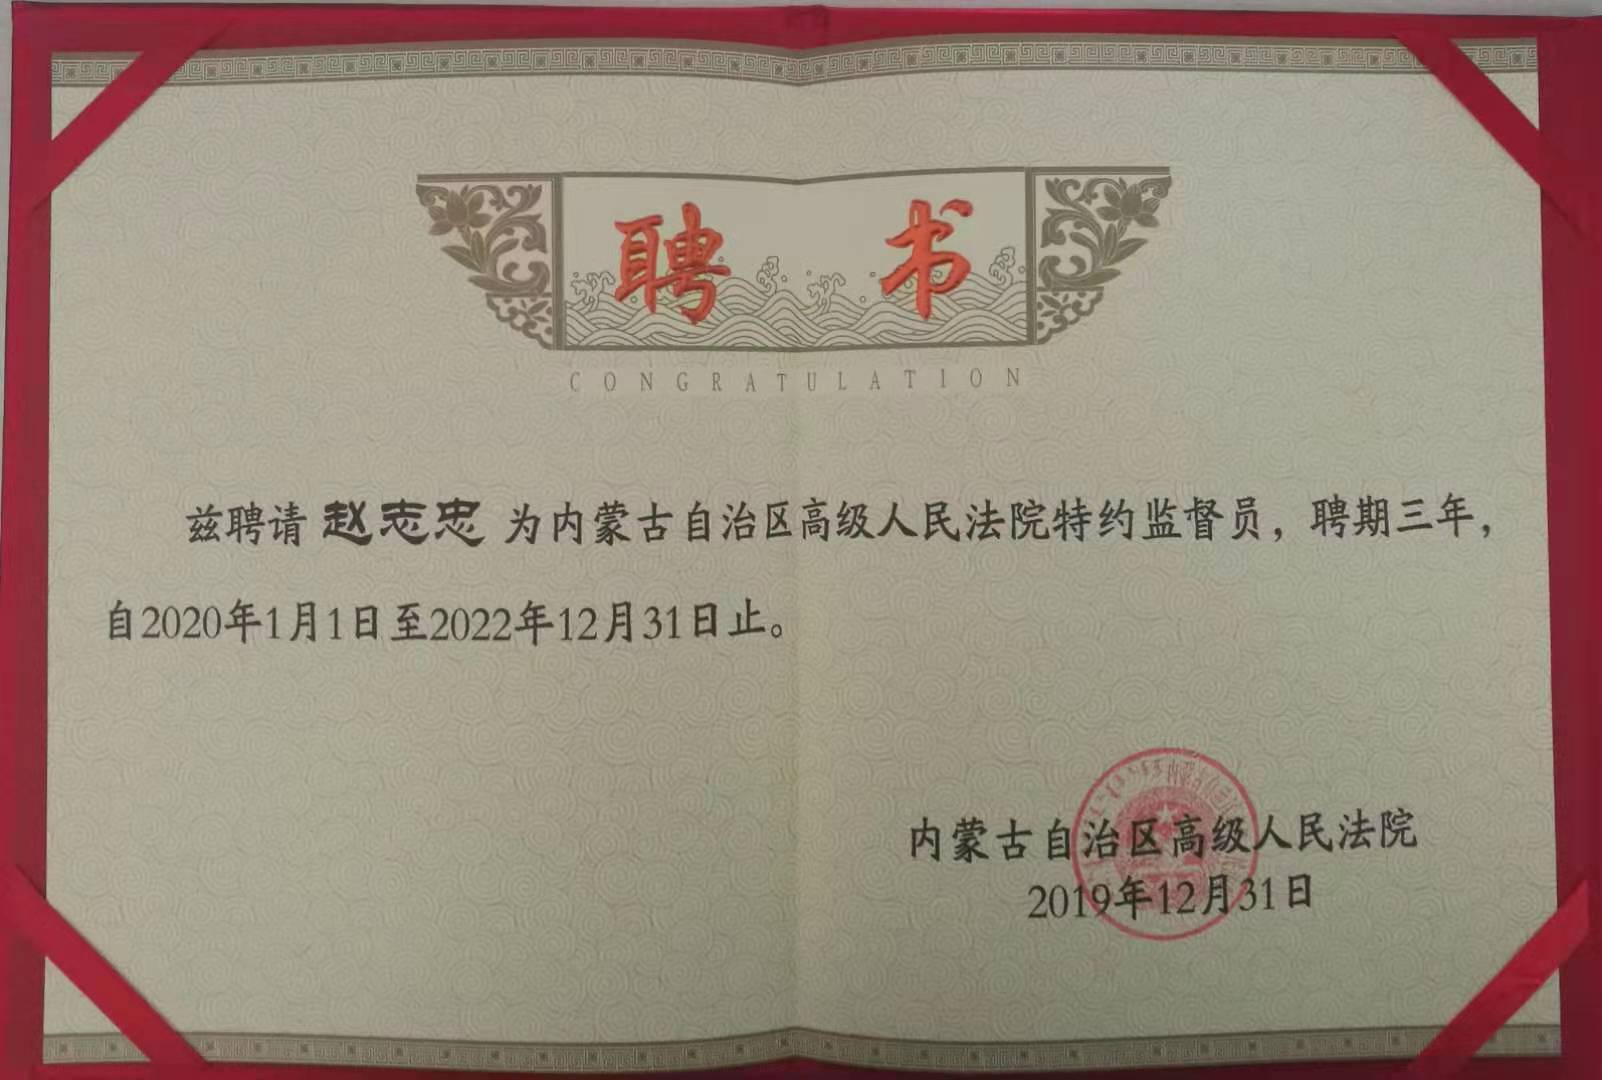 聘书
CONGRATULATION
兹聘请赵志忠为内蒙古自治区高级人民法院特约监督员，聘期三年，
自2020年1月1日至2022年12月31日止。
内蒙古自治区高级人民法院
2019年12月31日